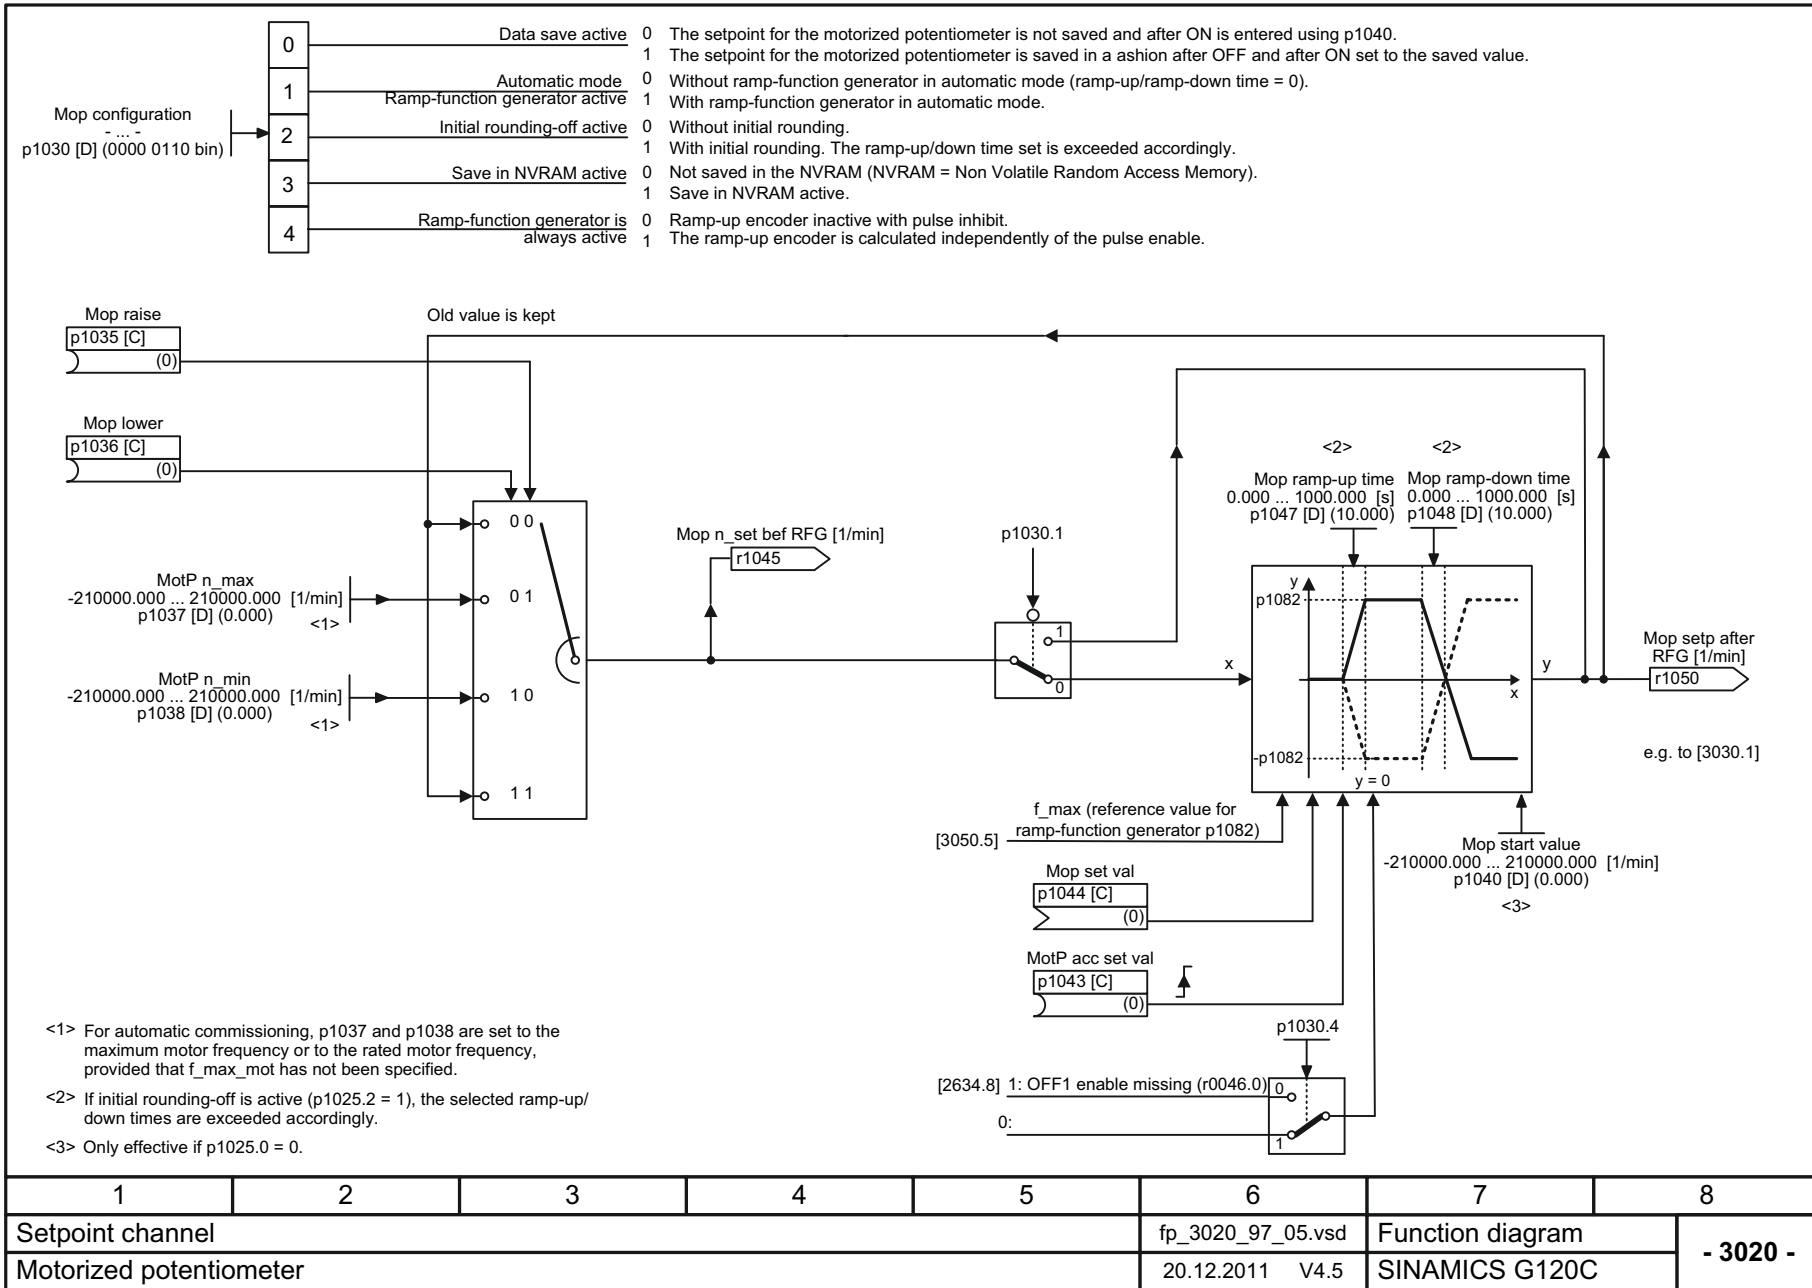 0
Data save active 0 The setpoint for the motorized potentiometer is not saved and after ON is entered using p1040.
1 The setpoint for the motorized potentiometer is saved in a ashion after OFF and after ON set to the saved value.
1
Automatic mode 0 Without ramp-function generator in automatic mode (ramp-up/ramp-down time = 0).
Ramp-function generator active 1 With ramp-function generator in automatic mode.
Mop configuration
- ... -
p1030 [D] (0000 0110 bin)
2
Initial rounding-off active 0 Without initial rounding.
1 With initial rounding. The ramp-up/down time set is exceeded accordingly.
3
Save in NVRAM active 0 Not saved in the NVRAM (NVRAM = Non Volatile Random Access Memory).
1 Save in NVRAM active.
4
Ramp-function generator is 0 Ramp-up encoder inactive with pulse inhibit.
always active 1 The ramp-up encoder is calculated independently of the pulse enable.
Mop raise
p1035 [C]
(0)
Old value is kept
Mop lower
p1036 [C]
(0)
0 0
0 1
1 0
1 1
MotP n_max
-210000.000 ... 210000.000 [1/min]
p1037 [D] (0.000)
<1>
MotP n_min
-210000.000 ... 210000.000 [1/min]
p1038 [D] (0.000)
<1>
Mop n_set bef RFG [1/min]
r1045
p1030.1
1
0
<2>
<2>
Mop ramp-up time
0.000 ... 1000.000 [s]
p1047 [D] (10.000)
Mop ramp-down time
0.000 ... 1000.000 [s]
p1048 [D] (10.000)
x
y
p1082
x
-p1082
y = 0
y
Mop setp after
RFG [1/min]
r1050
e.g. to [3030.1]
f_max (reference value for
ramp-function generator p1082)
[3050.5]
Mop start value
-210000.000 ... 210000.000 [1/min]
p1040 [D] (0.000)
<3>
Mop set val
p1044 [C]
(0)
MotP acc set val
p1043 [C]
(0)
p1030.4
[2634.8] 1: OFF1 enable missing (r0046.0)
0
0:
1
<1> For automatic commissioning, p1037 and p1038 are set to the
maximum motor frequency or to the rated motor frequency,
provided that f_max_mot has not been specified.
<2> If initial rounding-off is active (p1025.2 = 1), the selected ramp-up/
down times are exceeded accordingly.
<3> Only effective if p1025.0 = 0.
1 2 3 4 5 6 7 8
Setpoint channel fp_3020_97_05.vsd Function diagram
- 3020 -
Motorized potentiometer 20.12.2011 V4.5 SINAMICS G120C